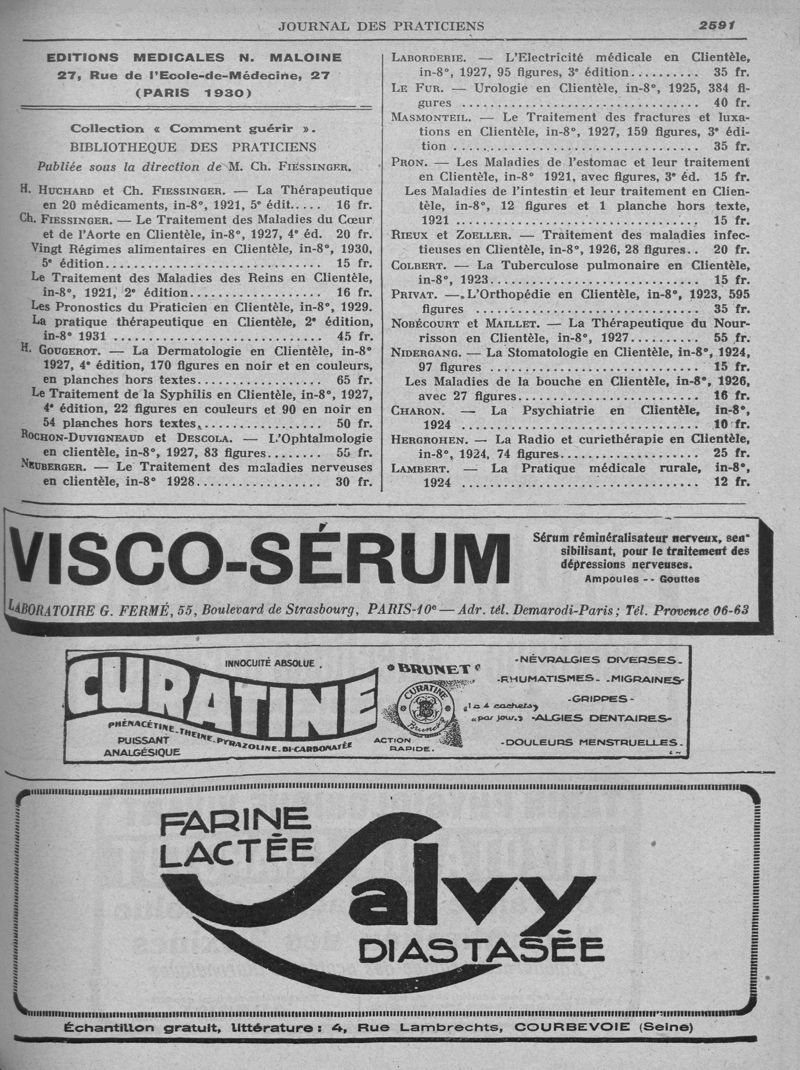 JOURNAL DES PRATICIENS 2591
EDITIONS MEDICALES N. MALOINE
27, Rue de l'Ecole-de-Médecine, 27
(PARIS 1930)
Collection « Comment guérir ».
BIBLIOTHEQUE DES PRATICIENS
Publiée sous la direction de M. Ch. FIESSINGER.
H. HUCHARD et Ch. FIESSINGER. — La Thérapeutique
en 20 médicaments, in-8°, 1921, 5e édit..... 16 fr.
Ch. FIESSINGER. — Le Traitement des Maladies du Cœur
et de l'Aorte en Clientèle, in-8°, 1927, 4e éd. 20 fr.
Vingt Régimes alimentaires en Clientèle, in-8°, 1930,
5e édition............................. 15 fr.
Le Traitement des Maladies des Reins en Clientèle,
in-8°, 1921, 2e édition.................. 16 fr.
Les Pronostics du Praticien en Clientèle, in-8°, 1929.
La pratique thérapeutique en Clientèle, 2e édition,
in-8° 1931 ............................. 45 fr.
H. GOUGEROT. — La Dermatologie en Clientèle, in-8°
1927, 4e édition, 170 figures en noir et en couleurs,
en planches hors textes................. 65 fr.
Le Traitement de la Syphilis en Clientèle, in-8°, 1927,
4e édition, 22 figures en couleurs et 90 en noir en
54 planches hors textes................. 50 fr.
ROCHON-DUVIGNEAUD et DESCOLA. — L'Ophtalmologie
en clientèle, in-8°, 1927, 83 figures........ 55 fr.
NEUBERGER. — Le Traitement des maladies nerveuses
en clientèle, in-8° 1928................. 30 fr.
LABORDERIE. — L'Electricité médicale en Clientèle,
in-8°, 1927, 95 figures, 3e édition.......... 35 fr.
LE FUR. — Urologie en Clientèle, in-8°, 1925, 384 fi-
gures ................................. 40 fr.
MASMONTEIL. — Le Traitement des fractures et luxa-
tions en Clientèle, in-8°, 1927, 159 figures, 3e édi-
tion .................................. 35 fr.
PRON. — Les Maladies de l'estomac et leur traitement
en Clientèle, in-8° 1921, avec figures, 3e éd. 15 fr.
Les Maladies de l'intestin et leur traitement en Clien-
tèle, in-8°, 12 figures et 1 planche hors texte,
1921 .................................. 15 fr.
RIEUX et ZOELLER. — Traitement des maladies infec-
tieuses en Clientèle, in-8°, 1926, 28 figures.. 20 fr.
COLBERT. — La Tuberculose pulmonaire en Clientèle,
in-8°, 1923............................. 15 fr.
PRIVAT. — L'Orthopédie en Clientèle, in-8°, 1923, 595
figures ............................... 35 fr.
NOBÉCOURT et MAILLET. — La Thérapeutique du Nour-
risson en Clientèle, in-8°, 1927.......... 55 fr.
NIDERGANG. — La Stomatologie en Clientèle, in-8°, 1924,
97 figures ............................. 15 fr.
Les Maladies de la bouche en Clientèle, in-8°, 1926,
avec 27 figures......................... 16 fr.
CHARON. — La Psychiatrie en Clientèle, in-8°,
1924 .................................. 10 fr.
HERGROHEN. — La Radio et curiethérapie en Clientèle,
in-8°, 1924, 74 figures................... 25 fr.
LAMBERT. — La Pratique médicale rurale, in-8°,
1924 .................................. 12 fr.
VISCO-SÉRUM
Sérum réminéralisateur nerveux, sen-
sibilisant, pour le traitement des
dépressions nerveuses.
Ampoules -- Gouttes
LABORATOIRE G. FERMÉ, 55, Boulevard de Strasbourg, PARIS-10e — Adr. tél. Demarodi-Paris ; Tél. Provence 06-63
INNOCUITÉ ABSOLUE.
CURATINE
"BRUNET"
PHÉNACÉTINE-THEINE-PYRAZOLINE-BI-CARBONATÉE
PUISSANT
ANALGÉSIQUE
CURATINE
B
Brunet
ACTION
RAPIDE.
«1 à 4 cachets»
«par jour.»
-NÉVRALGIES DIVERSES-
-RHUMATISMES- -MIGRAINES-
-GRIPPES-
-ALGIES DENTAIRES-
-DOULEURS MENSTRUELLES-
FARINE
LACTÉE
Salvy
DIASTASÉE
Échantillon gratuit, littérature : 4, Rue Lambrechts, COURBEVOIE (Seine)